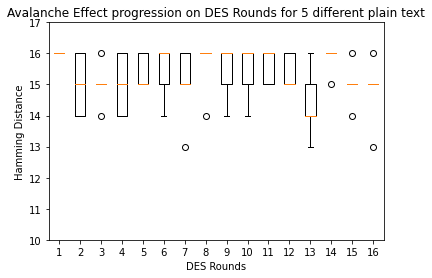 Avalanche Effect progression on DES Rounds for 5 different plain text
17
16
15
14
13
12
11
10
Hamming Distance
1 2 3 4 5 6 7 8 9 10 11 12 13 14 15 16
DES Rounds